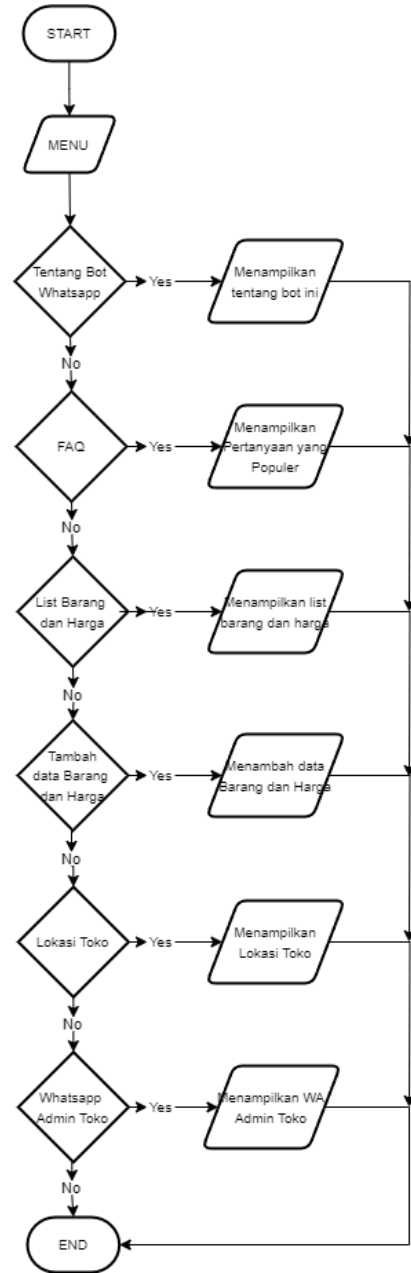 START
MENU
Tentang Bot
Whatsapp
Yes
Menampilkan
tentang bot ini
No
FAQ
Yes
Menampilkan
Pertanyaan yang
Populer
No
List Barang
dan Harga
Yes
Menampilkan list
barang dan harga
No
Tambah
data Barang
dan Harga
Yes
Menambah data
Barang dan Harga
No
Lokasi Toko
Yes
Menampilkan
Lokasi Toko
No
Whatsapp
Admin Toko
Yes
Menampilkan WA
Admin Toko
No
END